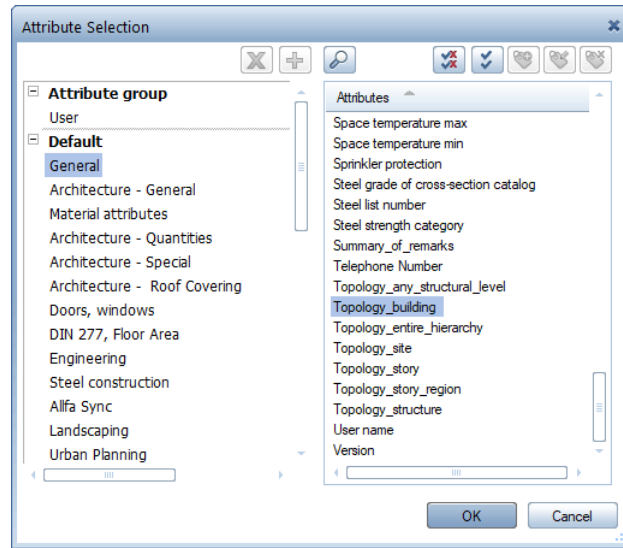 Attribute Selection
Attribute group
User
Default
General
Architecture - General
Material attributes
Architecture - Quantities
Architecture - Special
Architecture - Roof Covering
Doors, windows
DIN 277, Floor Area
Engineering
Steel construction
Allfa Sync
Landscaping
Urban Planning
Attributes
Space temperature max
Space temperature min
Sprinkler protection
Steel grade of cross-section catalog
Steel list number
Steel strength category
Summary_of_remarks
Telephone Number
Topology_any_structural_level
Topology_building
Topology_entire_hierarchy
Topology_site
Topology_story
Topology_story_region
Topology_structure
User name
Version
OK
Cancel